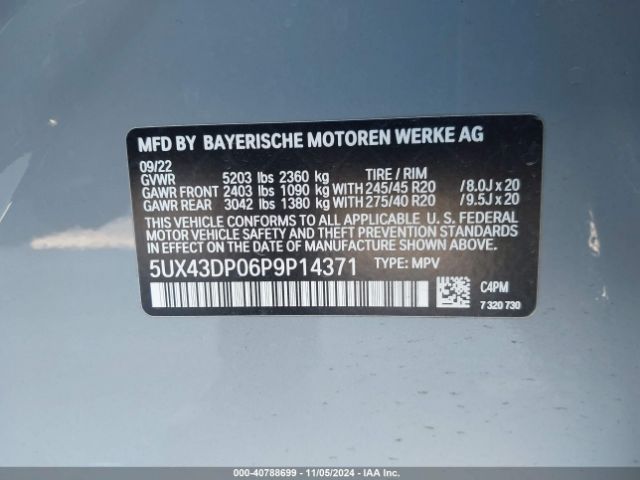 MFD BY BAYERISCHE MOTOREN WERKE AG
09/22
GVWR 5203 lbs 2360 kg TIRE / RIM
GAWR FRONT 2403 lbs 1090 kg WITH 245/45 R20 /8.0J x 20
GAWR REAR 3042 lbs 1380 kg WITH 275/40 R20 /9.5J x 20
THIS VEHICLE CONFORMS TO ALL APPLICABLE U. S. FEDERAL
MOTOR VEHICLE SAFETY, BUMPER, AND THEFT PREVENTION
STANDARDS IN EFFECT ON THE DATE OF MANUFACTURE SHOWN ABOVE.
5UX43DP06P9P14371 TYPE: MPV
C4PM
7 320 730
000-40788699 - 11/05/2024 - IAAI.com